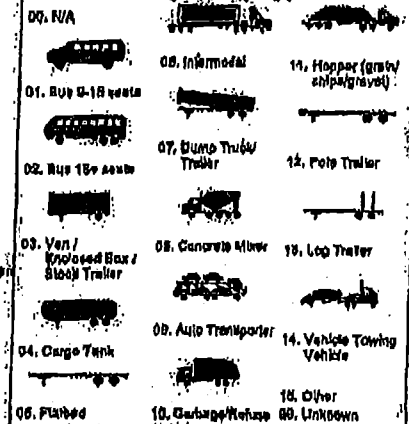 00. N/A
01. Bus 9-15 seats
02. Bus 15+ seats
03. Van /
Enclosed Box /
Stock Trailer
04. Cargo Tank
05. Flatbed
06. Intermodal
07. Dump Truck/
Trailer
08. Concrete Mixer
09. Auto Transporter
10. Garbage/Refuse
11. Hopper (grain/
chips/gravel)
12. Pole Trailer
13. Log Trailer
14. Vehicle Towing
Vehicle
15. Other
99. Unknown